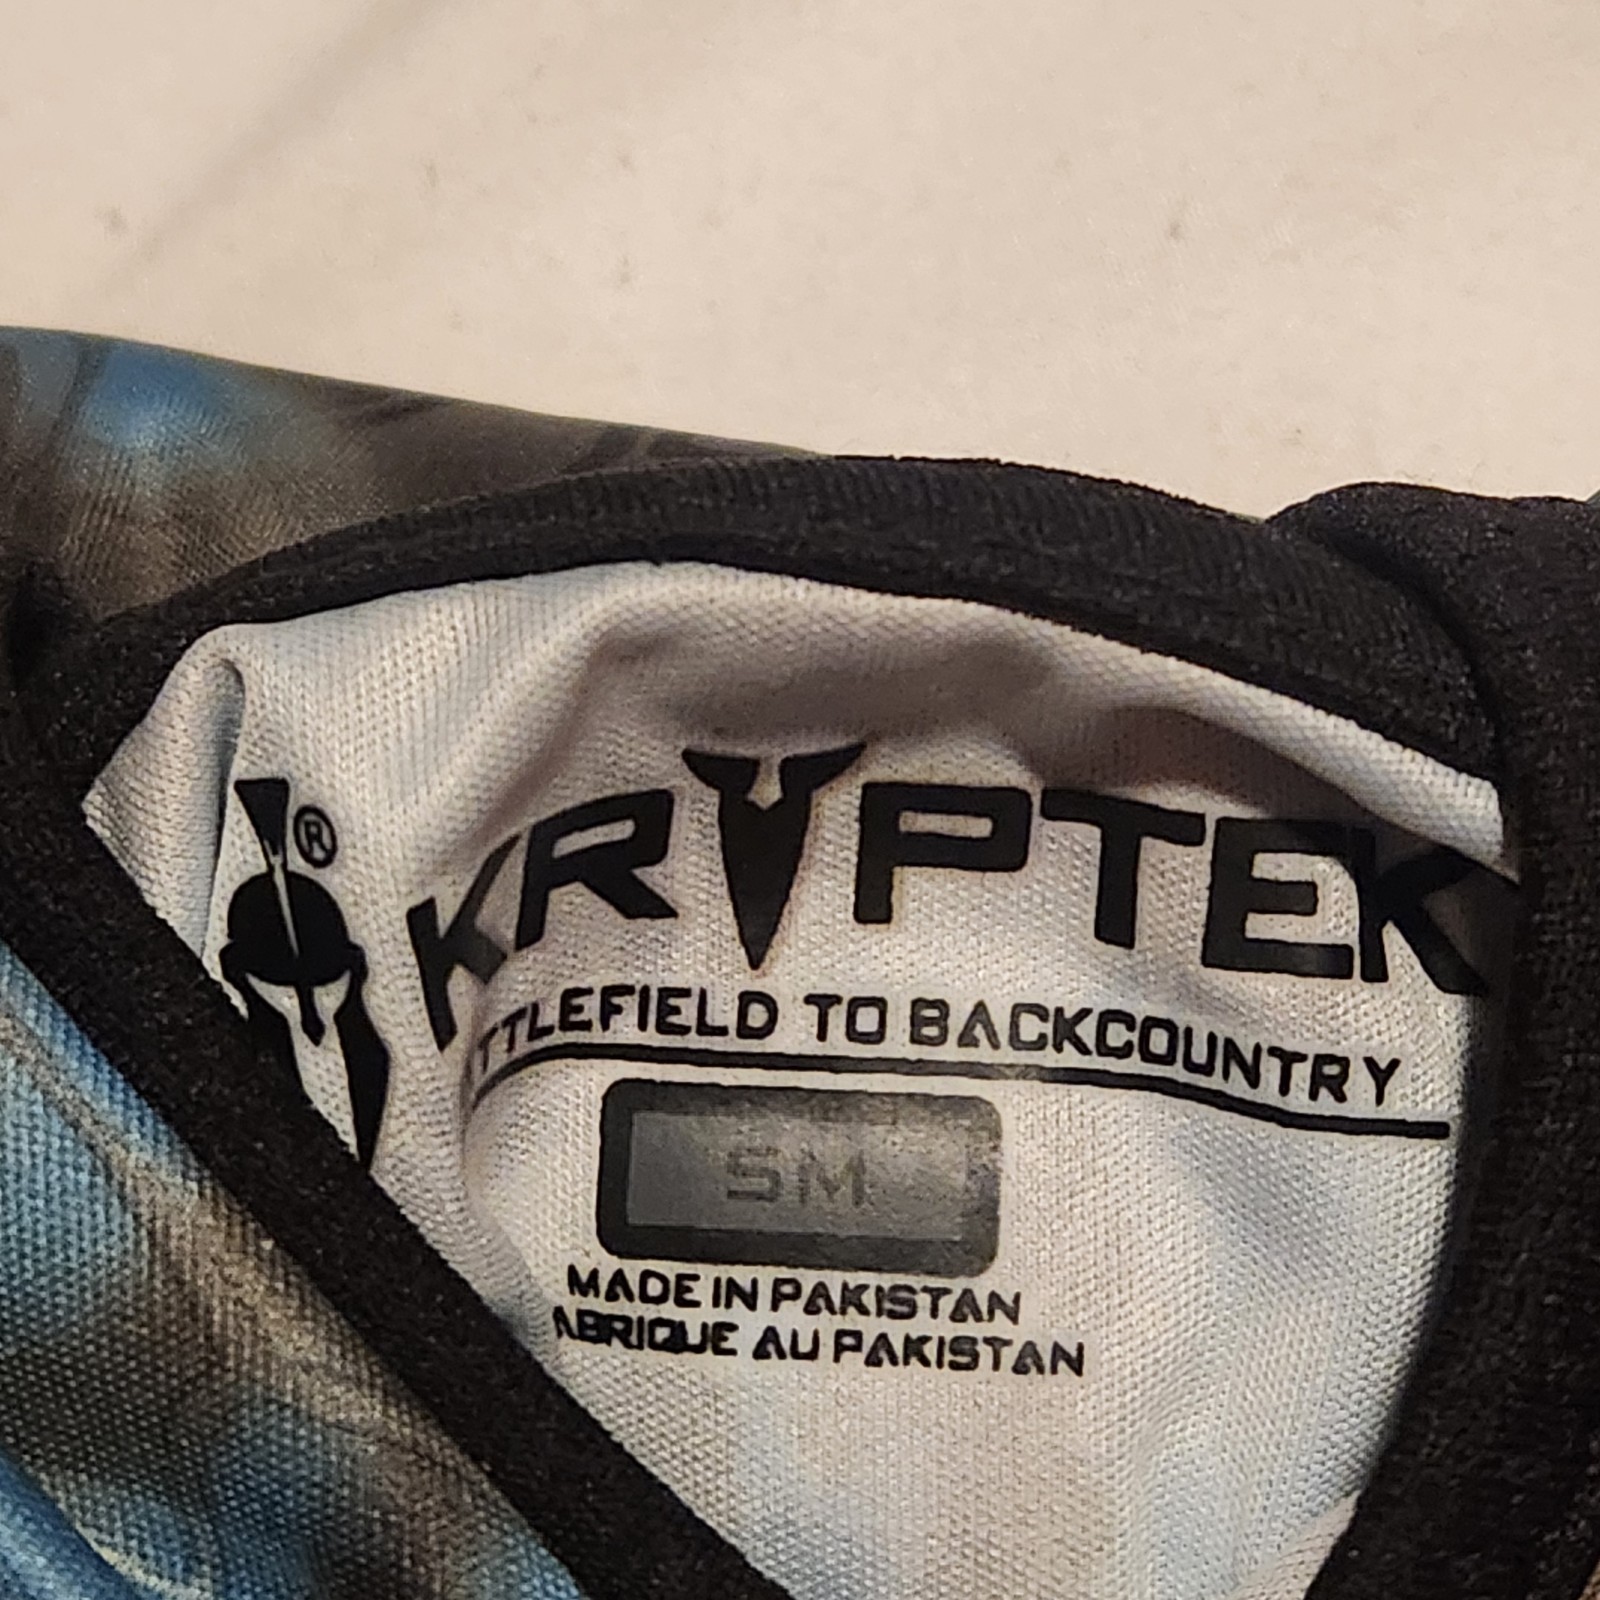 ®
KRYPTEK
TTLEFIELD TO BACKCOUNTRY
SM
MADE IN PAKISTAN
ABRIQUE AU PAKISTAN